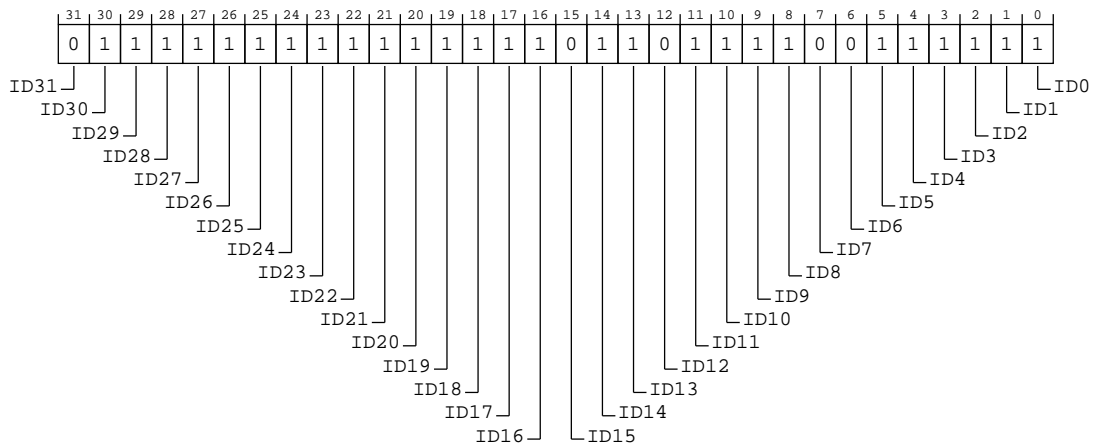 31 30 29 28 27 26 25 24 23 22 21 20 19 18 17 16 15 14 13 12 11 10 9 8 7 6 5 4 3 2 1 0
0 1 1 1 1 1 1 1 1 1 1 1 1 1 1 1 0 1 1 0 1 1 1 1 0 0 1 1 1 1 1 1
ID31 ID0
ID30 ID1
ID29 ID2
ID28 ID3
ID27 ID4
ID26 ID5
ID25 ID6
ID24 ID7
ID23 ID8
ID22 ID9
ID21 ID10
ID20 ID11
ID19 ID12
ID18 ID13
ID17 ID14
ID16 ID15